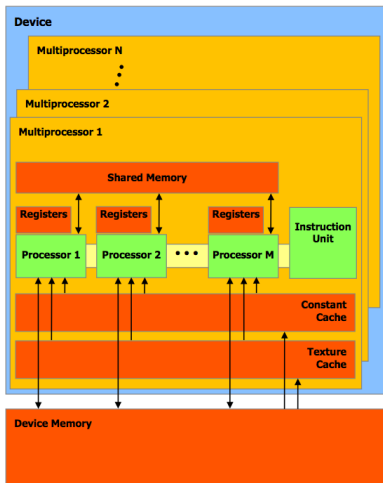 Device
Multiprocessor N
Multiprocessor 2
Multiprocessor 1
Shared Memory
Registers
Registers
Registers
Processor 1
Processor 2
Processor M
Instruction
Unit
Constant
Cache
Texture
Cache
Device Memory